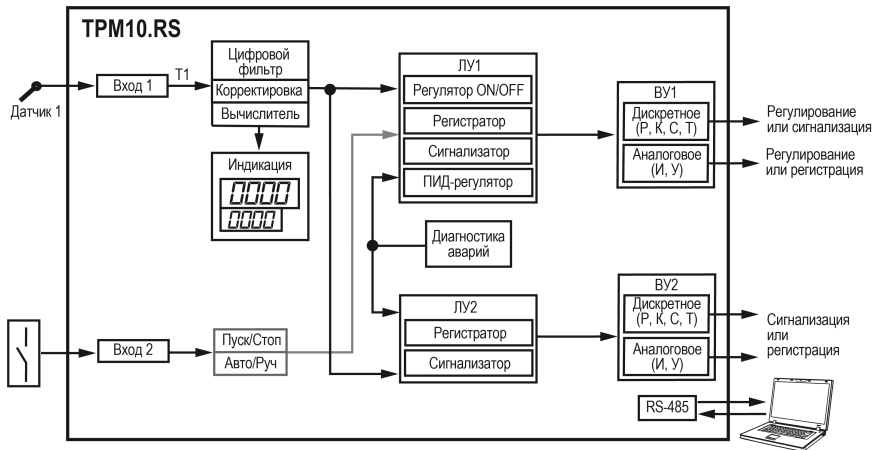 ТРМ10.RS
Датчик 1
Вход 1
Т1
Цифровой
фильтр
Корректировка
Вычислитель
Индикация
0000
0000
ЛУ1
Регулятор ON/OFF
Регистратор
Сигнализатор
ПИД-регулятор
Диагностика
аварий
ВУ1
Дискретное
(Р, К, С, Т)
Аналоговое
(И, У)
Регулирование
или сигнализация
Регулирование
или регистрация
Вход 2
Пуск/Стоп
Авто/Руч
ЛУ2
Регистратор
Сигнализатор
ВУ2
Дискретное
(Р, К, С, Т)
Аналоговое
(И, У)
Сигнализация
или
регистрация
RS-485